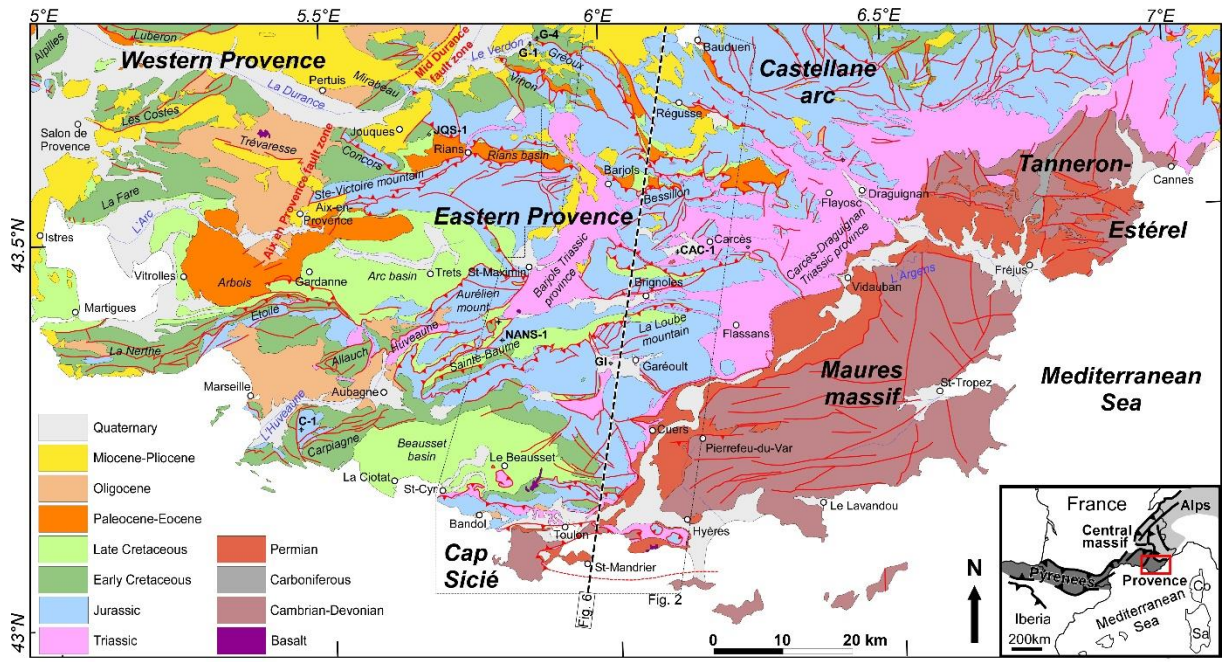 5°E
5.5°
6°
6.5°
7°
Alpilles
Luberon
G-4
G-1
Gréoux
Bauduen
Western Provence
Mid Durance
fault zone
Le Verdon
Castellane
arc
Pertuis
Mirabeau
Vinon
La Durance
Les Costes
Régusse
Salon de
Provence
Jouques
JQS-1
Trévaresse
Rians
Rians basin
Concors
Tanneron-
Estérel
Cannes
La Fare
Aix en Provence fault zone
Ste-Victoire mountain
Barjols
Bessillon
Draguignan
Flayosc
L'Arc
Aix-en-
Provence
Eastern Provence
43.5°N
Istres
Carcès
CAC-1
Carcès-Draguignan
Triassic province
Fréjus
Vitrolles
Arbois
Arc basin
Trets
St-Maximin
Barjols Triassic
province
L'Argens
Gardanne
Aurélien
mount
Brignoles
Vidauban
Martigues
Etoile
Huveaune
NANS-1
La Loube
mountain
Flassans
La Nerthe
Allauch
Sainte-Baume
GI
Garéoult
Maures
massif
St-Tropez
Mediterranean
Sea
Marseille
Aubagne
L'Huveaune
C-1
Carpiagne
Cuers
Pierrefeu-du-Var
Beausset
basin
Le Beausset
La Ciotat
St-Cyr
Le Lavandou
Bandol
Toulon
Hyères
Cap
Sicié
St-Mandrier
Fig. 6
Fig. 2
43°N
Quaternary
Miocene-Pliocene
Oligocene
Paleocene-Eocene
Late Cretaceous
Early Cretaceous
Jurassic
Triassic
Permian
Carboniferous
Cambrian-Devonian
Basalt
0 10 20 km
N
France
Alps
Central
massif
Pyrenees
Provence
Co
Iberia
Mediterranean
Sea
Sa
200km